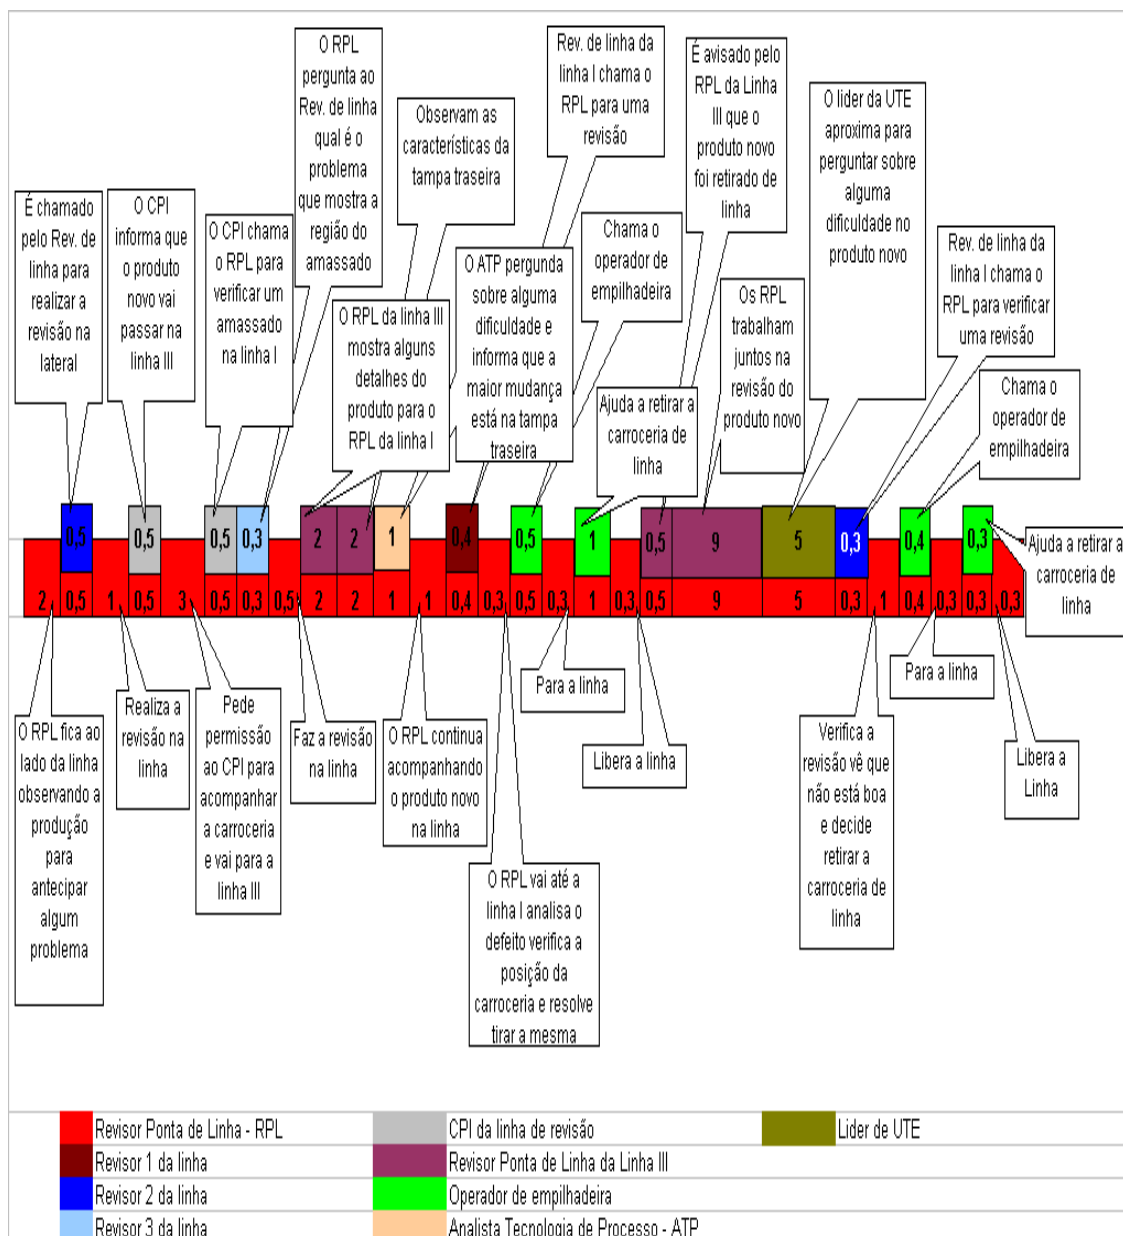 É chamado
pelo Rev. de
linha para
realizar a
revisão na
lateral
O CPI
informa que
o produto
novo vai
passar na
linha III
O CPI chama
o RPL para
verificar um
amassado
na linha I
O RPL
pergunta ao
Rev. de linha
qual é o
problema
que mostra a
região do
amassado
O RPL da linha III
mostra alguns
detalhes do
produto para o
RPL da linha I
Observam as
características da
tampa traseira
O ATP pergunda
sobre alguma
dificuldade e
informa que a
maior mudança
está na tampa
traseira
Rev. de linha da
linha I chama o
RPL para uma
revisão
Chama o
operador de
empilhadeira
Ajuda a retirar a
carroceria de
linha
É avisado pelo
RPL da Linha
III que o
produto novo
foi retirado de
linha
Os RPL
trabalham
juntos na
revisão do
produto novo
O lider da UTE
aproxima para
perguntar sobre
alguma
dificuldade no
produto novo
Rev. de linha da
linha I chama o
RPL para verificar
uma revisão
Chama o
operador de
empilhadeira
Ajuda a retirar a
carroceria de
linha
0,5 0,5 0,5 0,3 2 2 1 0,4 0,5 1 0,5 9 5 0,3 0,4 0,3
2 0,5 1 0,5 3 0,5 0,3 0,5 2 2 1 1 0,4 0,3 0,5 0,3 1 0,3 0,5 9 5 0,3 1 0,4 0,3 0,3 0,3
O RPL fica ao
lado da linha
observando a
produção
para
antecipar
algum
problema
Realiza a
revisão na
linha
Pede
permissão
ao CPI para
acompanhar
a carroceria
e vai para a
linha III
Faz a revisão
na linha
O RPL continua
acompanhando
o produto novo
na linha
O RPL vai até a
linha I analisa o
defeito verifica a
posição da
carroceria e resolve
tirar a mesma
Para a linha
Libera a linha
Verifica a
revisão vê que
não está boa
e decide
retirar a
carroceria de
linha
Para a linha
Libera a
Linha
Revisor Ponta de Linha - RPL
CPI da linha de revisão
Lider de UTE
Revisor 1 da linha
Revisor Ponta de Linha da Linha III
Revisor 2 da linha
Operador de empilhadeira
Revisor 3 da linha
Analista Tecnologia de Processo - ATP